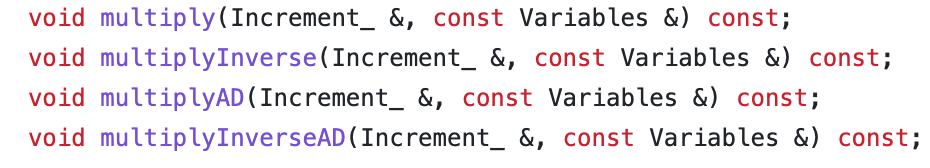 void multiply(Increment_ &, const Variables &) const;
void multiplyInverse(Increment_ &, const Variables &) const;
void multiplyAD(Increment_ &, const Variables &) const;
void multiplyInverseAD(Increment_ &, const Variables &) const;